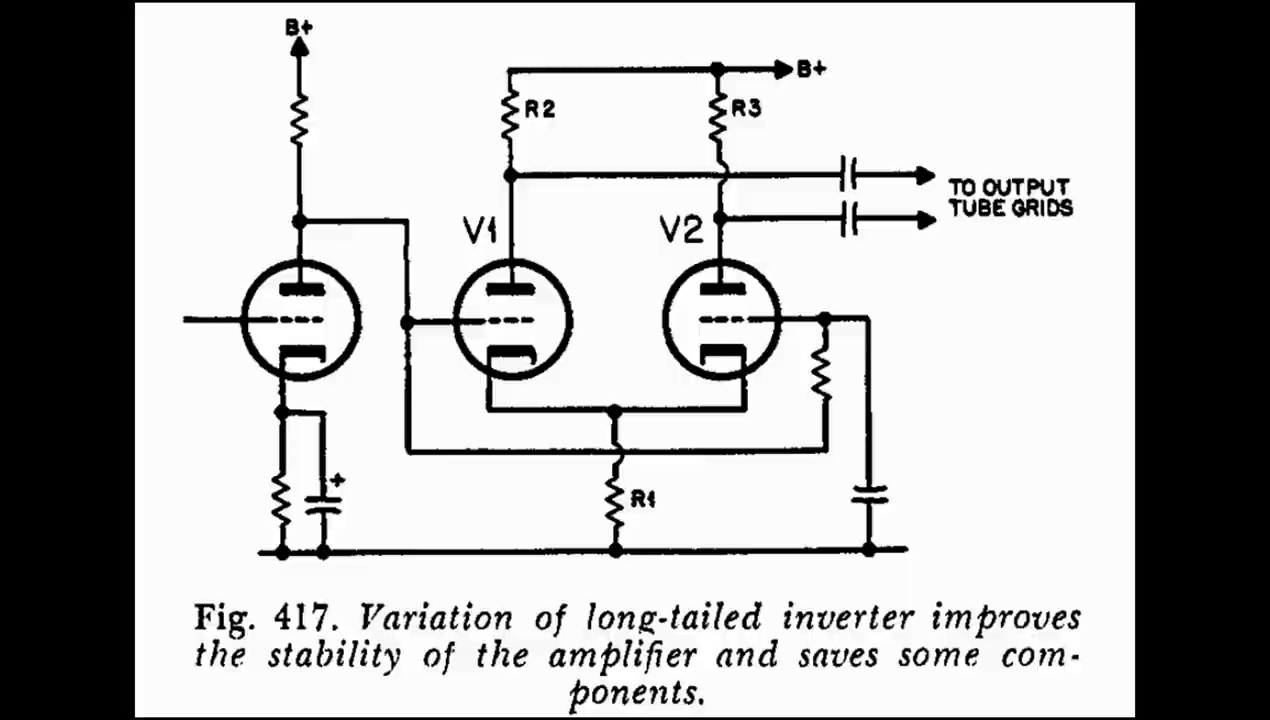 B+
B+
R2
R3
TO OUTPUT
TUBE GRIDS
V1
V2
+
R1
Fig. 417. Variation of long-tailed inverter improves
the stability of the amplifier and saves some com-
ponents.